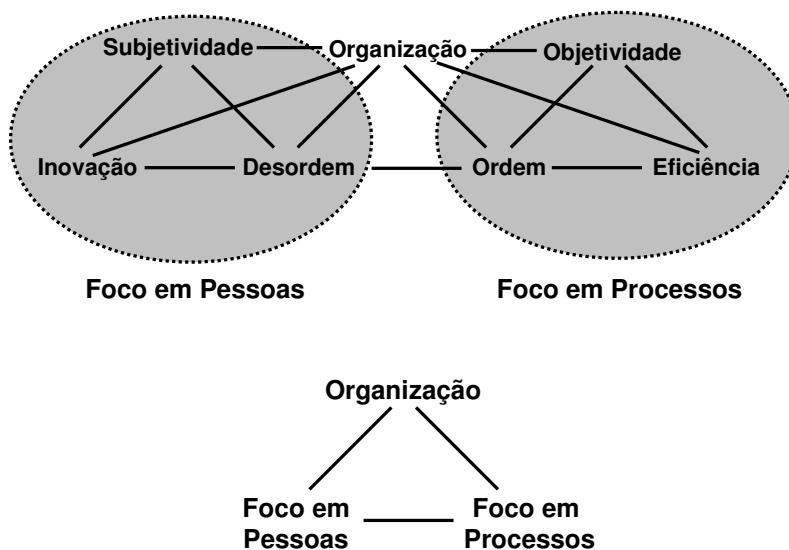 Subjetividade Organização Objetividade
Inovação Desordem Ordem Eficiência
Foco em Pessoas Foco em Processos
Organização
Foco em Pessoas
Foco em Processos